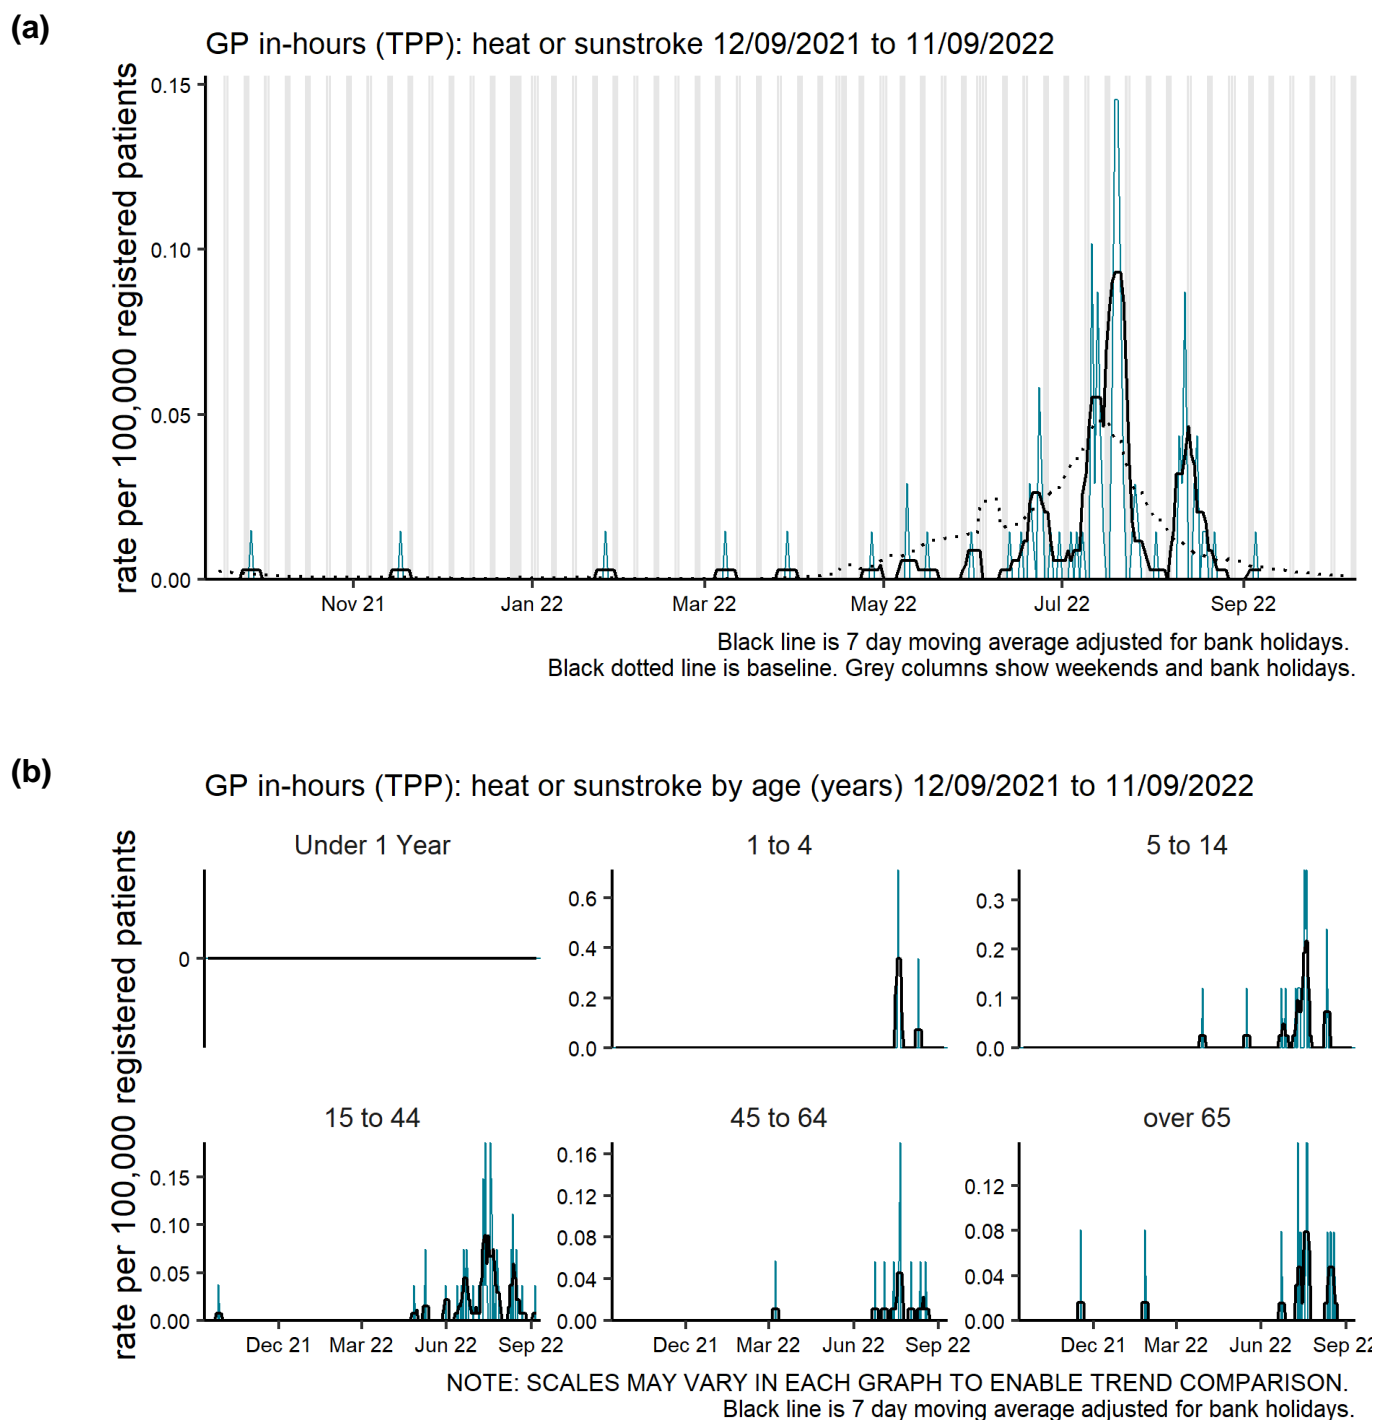 (a)
GP in-hours (TPP): heat or sunstroke 12/09/2021 to 11/09/2022
rate per 100,000 registered patients
0.15
0.10
0.05
0.00
Nov 21 Jan 22 Mar 22 May 22 Jul 22 Sep 22
Black line is 7 day moving average adjusted for bank holidays.
Black dotted line is baseline. Grey columns show weekends and bank holidays.
(b)
GP in-hours (TPP): heat or sunstroke by age (years) 12/09/2021 to 11/09/2022
rate per 100,000 registered patients
Under 1 Year
0
1 to 4
0.6
0.4
0.2
0.0
5 to 14
0.3
0.2
0.1
0.0
15 to 44
0.15
0.10
0.05
0.00
Dec 21 Mar 22 Jun 22 Sep 22
45 to 64
0.16
0.12
0.08
0.04
0.00
Dec 21 Mar 22 Jun 22 Sep 22
over 65
0.12
0.08
0.04
0.00
Dec 21 Mar 22 Jun 22 Sep 22
NOTE: SCALES MAY VARY IN EACH GRAPH TO ENABLE TREND COMPARISON.
Black line is 7 day moving average adjusted for bank holidays.